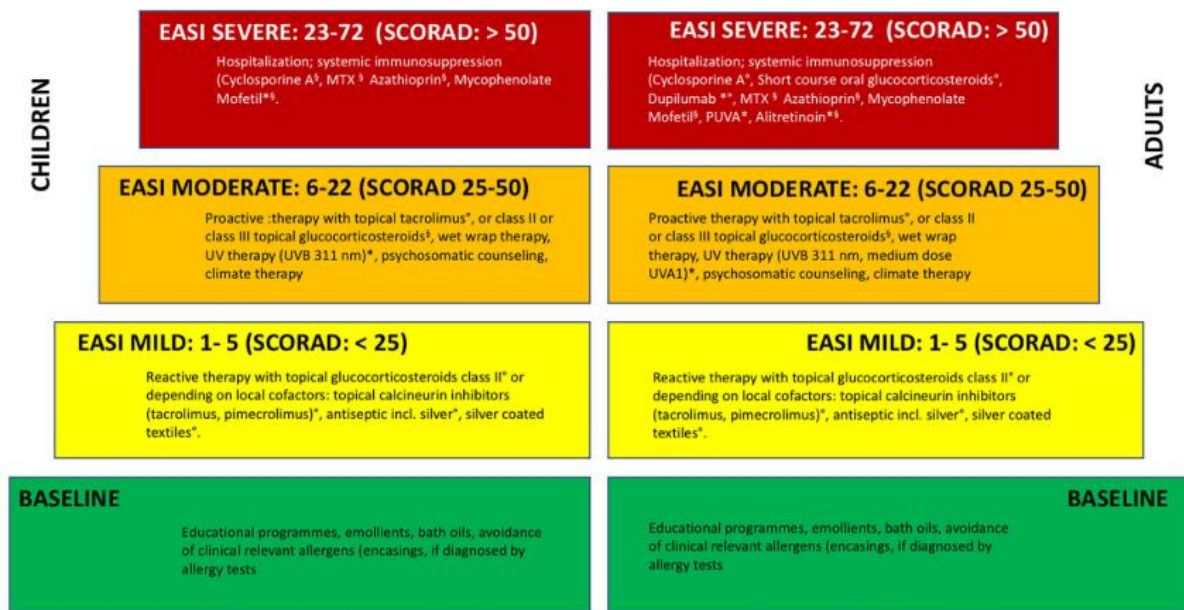 CHILDREN
EASI SEVERE: 23-72 (SCORAD: > 50)
Hospitalization; systemic immunosuppression
(Cyclosporine A§, MTX § Azathioprin§, Mycophenolate
Mofetil*§.
EASI MODERATE: 6-22 (SCORAD 25-50)
Proactive :therapy with topical tacrolimus°, or class II or
class III topical glucocorticosteroids§, wet wrap therapy,
UV therapy (UVB 311 nm)*, psychosomatic counseling,
climate therapy
EASI MILD: 1- 5 (SCORAD: < 25)
Reactive therapy with topical glucocorticosteroids class II° or
depending on local cofactors: topical calcineurin inhibitors
(tacrolimus, pimecrolimus)°, antiseptic incl. silver°, silver coated
textiles°.
BASELINE
Educational programmes, emollients, bath oils, avoidance
of clinical relevant allergens (encasings, if diagnosed by
allergy tests
ADULTS
EASI SEVERE: 23-72 (SCORAD: > 50)
Hospitalization; systemic immunosuppression
(Cyclosporine A°, Short course oral glucocorticosteroids°,
Dupilumab *°, MTX § Azathioprin§, Mycophenolate
Mofetil§, PUVA*, Alitretinoin*§.
EASI MODERATE: 6-22 (SCORAD 25-50)
Proactive therapy with topical tacrolimus°, or class II
or class III topical glucocorticosteroids§, wet wrap
therapy, UV therapy (UVB 311 nm, medium dose
UVA1)*, psychosomatic counseling, climate therapy
EASI MILD: 1- 5 (SCORAD: < 25)
Reactive therapy with topical glucocorticosteroids class II° or
depending on local cofactors: topical calcineurin inhibitors
(tacrolimus, pimecrolimus)°, antiseptic incl. silver°, silver coated
textiles°.
BASELINE
Educational programmes, emollients, bath oils, avoidance
of clinical relevant allergens (encasings, if diagnosed by
allergy tests